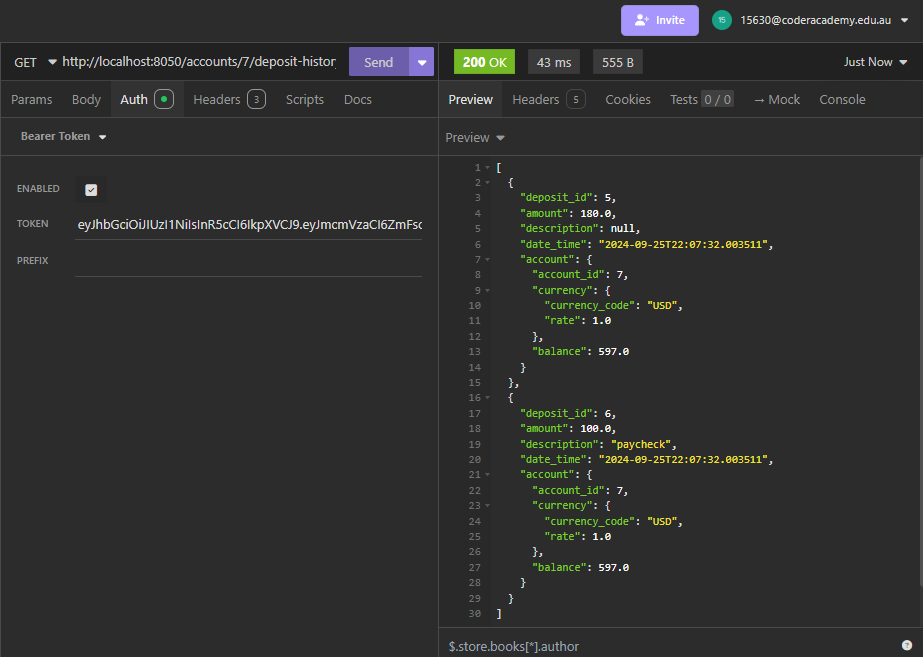 Invite
15
15630@coderacademy.edu.au
GET http://localhost:8050/accounts/7/deposit-histor Send
200 OK 43 ms 555 B Just Now
Params Body Auth Headers 3 Scripts Docs
Preview Headers 5 Cookies Tests 0 / 0 → Mock Console
Bearer Token
Preview
ENABLED
TOKEN eyJhbGciOiJIUzI1NiIsInR5cCI6IkpXVCJ9.eyJmcmVzaCI6ZmFsc
PREFIX
1 [
2 {
3 "deposit_id": 5,
4 "amount": 180.0,
5 "description": null,
6 "date_time": "2024-09-25T22:07:32.003511",
7 "account": {
8 "account_id": 7,
9 "currency": {
10 "currency_code": "USD",
11 "rate": 1.0
12 },
13 "balance": 597.0
14 }
15 },
16 {
17 "deposit_id": 6,
18 "amount": 100.0,
19 "description": "paycheck",
20 "date_time": "2024-09-25T22:07:32.003511",
21 "account": {
22 "account_id": 7,
23 "currency": {
24 "currency_code": "USD",
25 "rate": 1.0
26 },
27 "balance": 597.0
28 }
29 }
30 ]
$.store.books[*].author
?